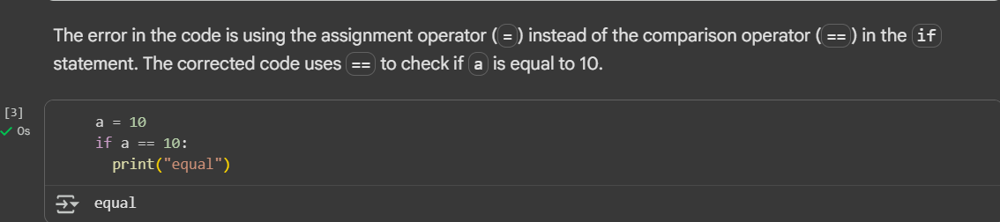 The error in the code is using the assignment operator (=) instead of the comparison operator (==) in the if
statement. The corrected code uses == to check if a is equal to 10.
[3]
0s
a = 10
if a == 10:
  print("equal")
equal